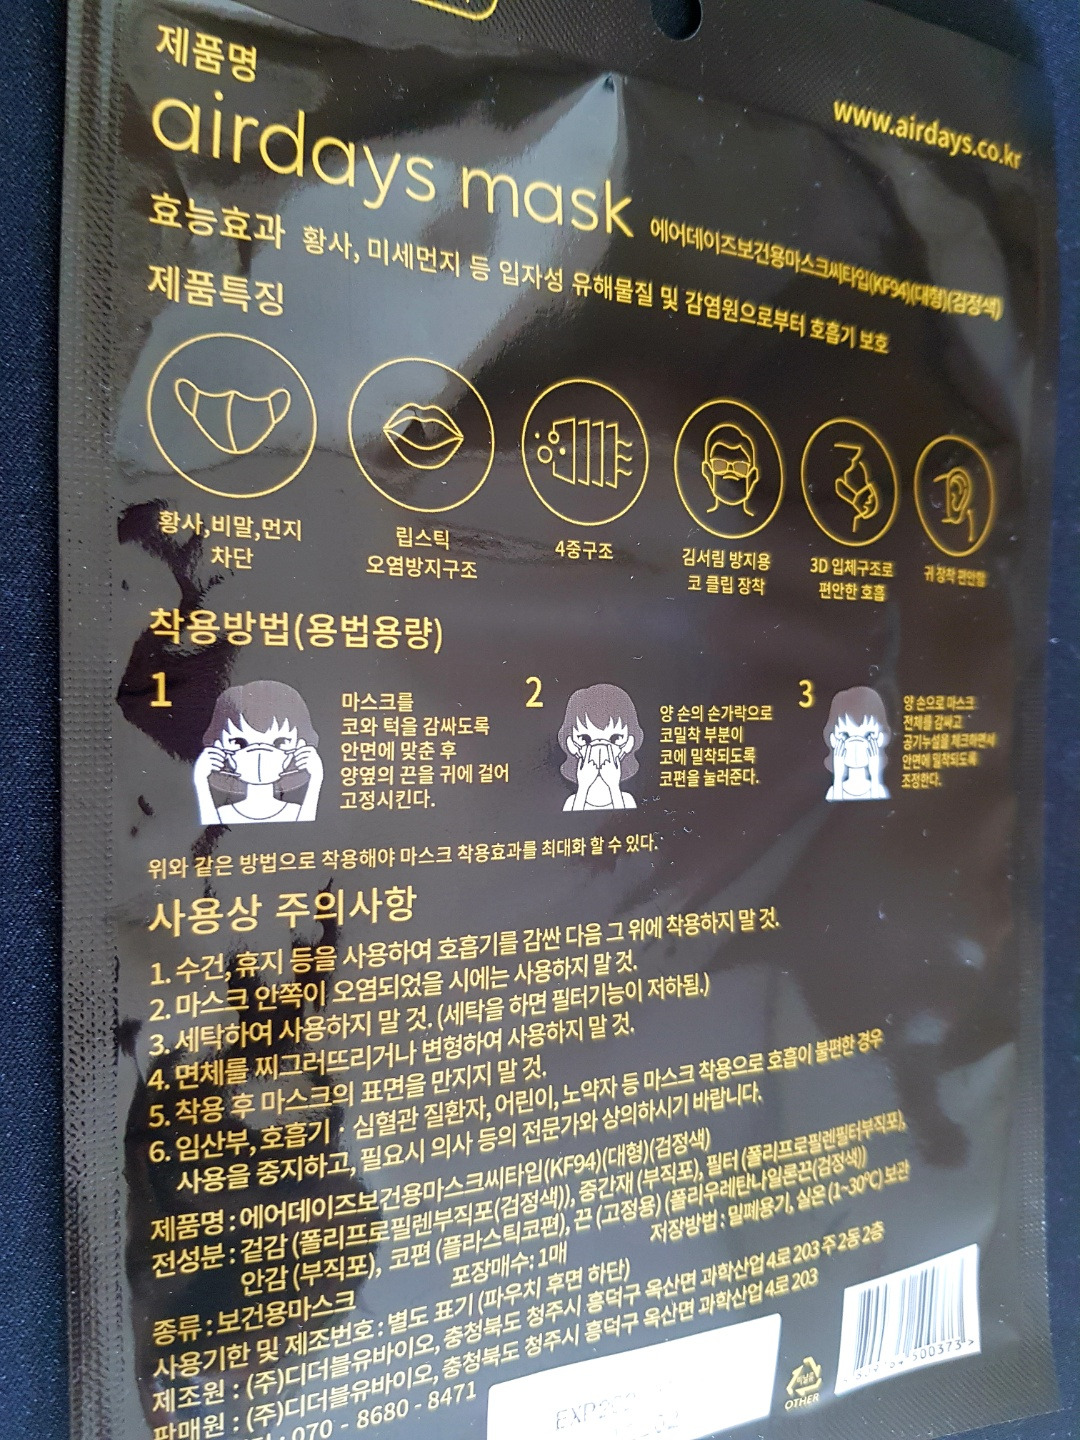 제품명
www.airdays.co.kr
airdays mask 에어데이즈보건용마스크씨타입(KF94)(대형)(검정색)
효능효과 황사, 미세먼지 등 입자성 유해물질 및 감염원으로부터 호흡기 보호
제품특징
황사,비말,먼지
차단
립스틱
오염방지구조
4중구조
김서림 방지용
코 클립 장착
3D 입체구조로
편안한 호흡
귀 장착 편안함
착용방법(용법용량)
1
마스크를
코와 턱을 감싸도록
안면에 맞춘 후
양옆의 끈을 귀에 걸어
고정시킨다.
2
양 손의 손가락으로
코밀착 부분이
코에 밀착되도록
코편을 눌러준다.
3
양 손으로 마스크
전체를 감싸고
공기누설을 체크하면서
안면에 밀착되도록
조정한다.
위와 같은 방법으로 착용해야 마스크 착용효과를 최대화 할 수 있다.
사용상 주의사항
1. 수건, 휴지 등을 사용하여 호흡기를 감싼 다음 그 위에 착용하지 말 것.
2. 마스크 안쪽이 오염되었을 시에는 사용하지 말 것.
3. 세탁하여 사용하지 말 것. (세탁을 하면 필터기능이 저하됨.)
4. 면체를 찌그러뜨리거나 변형하여 사용하지 말 것.
5. 착용 후 마스크의 표면을 만지지 말 것.
6. 임산부, 호흡기 · 심혈관 질환자, 어린이, 노약자 등 마스크 착용으로 호흡이 불편한 경우
사용을 중지하고, 필요시 의사 등의 전문가와 상의하시기 바랍니다.
제품명 : 에어데이즈보건용마스크씨타입(KF94)(대형)(검정색)
전성분 : 겉감 (폴리프로필렌부직포(검정색)), 중간재 (부직포), 필터 (폴리프로필렌필터부직포),
안감 (부직포), 코편 (플라스틱코편), 끈 (고정용) (폴리우레탄나일론끈(검정색))
종류 : 보건용마스크 포장매수: 1매 저장방법 : 밀폐용기, 실온 (1~30℃) 보관
사용기한 및 제조번호 : 별도 표기 (파우치 후면 하단)
제조원 : (주)디더블유바이오, 충청북도 청주시 흥덕구 옥산면 과학산업 4로 203 주 2동 2층
판매원 : (주)디더블유바이오, 충청북도 청주시 흥덕구 옥산면 과학산업 4로 203
: 070 - 8680 - 8471
OTHER